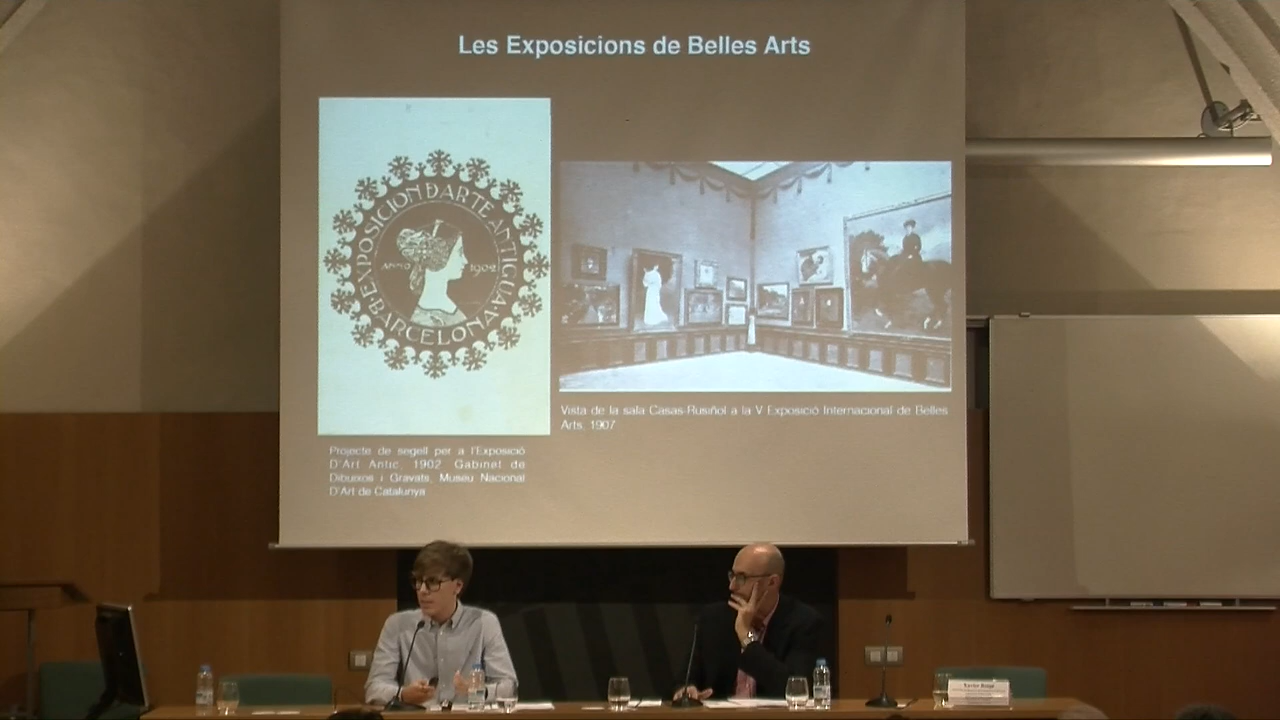 Les Exposicions de Belles Arts
EXPOSICION D'ARTE ANTIGUA
ANNO 1902
BARCELONA
Vista de la sala Casas-Rusiñol a la V Exposició Internacional de Belles
Arts, 1907
Projecte de segell per a l'Exposició
D'Art Antic, 1902. Gabinet de
Dibuixos i Gravats, Museu Nacional
D'Art de Catalunya